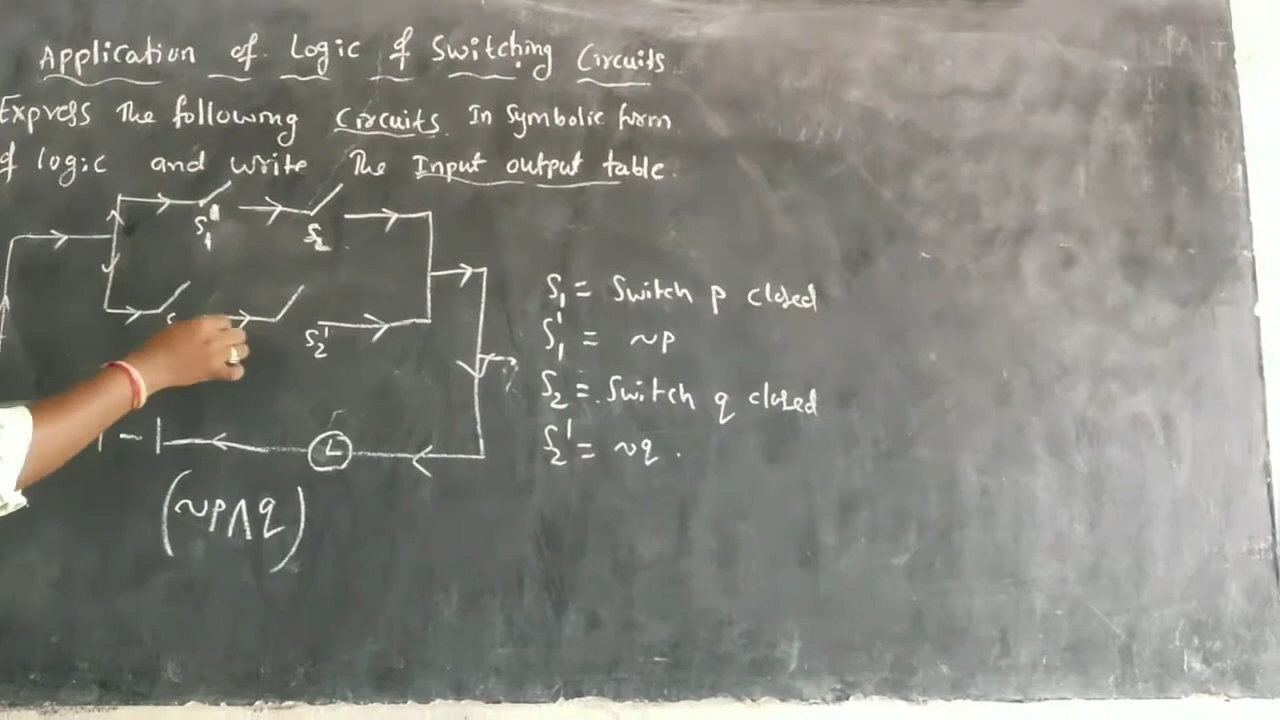 Application of Logic of Switching Circuits
Express The following Circuits In Symbolic form
of logic and write The Input output table.
S₁' S₂
S₂'
L
S₁ = Switch p closed
S₁' = ~p
S₂ = Switch q closed
S₂' = ~q.
(~p∧q)